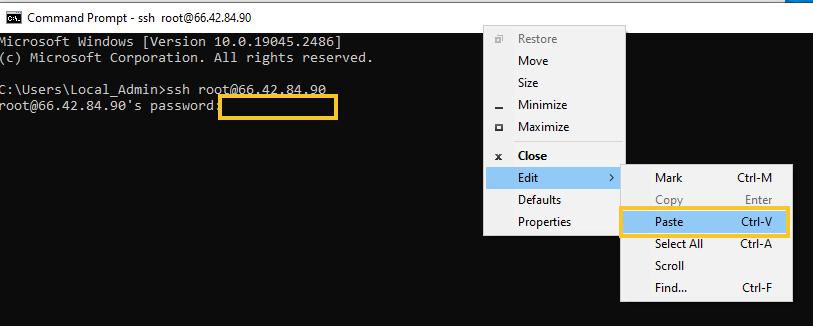 Command Prompt - ssh root@66.42.84.90
Microsoft Windows [Version 10.0.19045.2486]
(c) Microsoft Corporation. All rights reserved.
C:\Users\Local_Admin>ssh root@66.42.84.90
root@66.42.84.90's password:
Restore
Move
Size
Minimize
Maximize
Close
Edit
Defaults
Properties
Mark Ctrl-M
Copy Enter
Paste Ctrl-V
Select All Ctrl-A
Scroll
Find... Ctrl-F